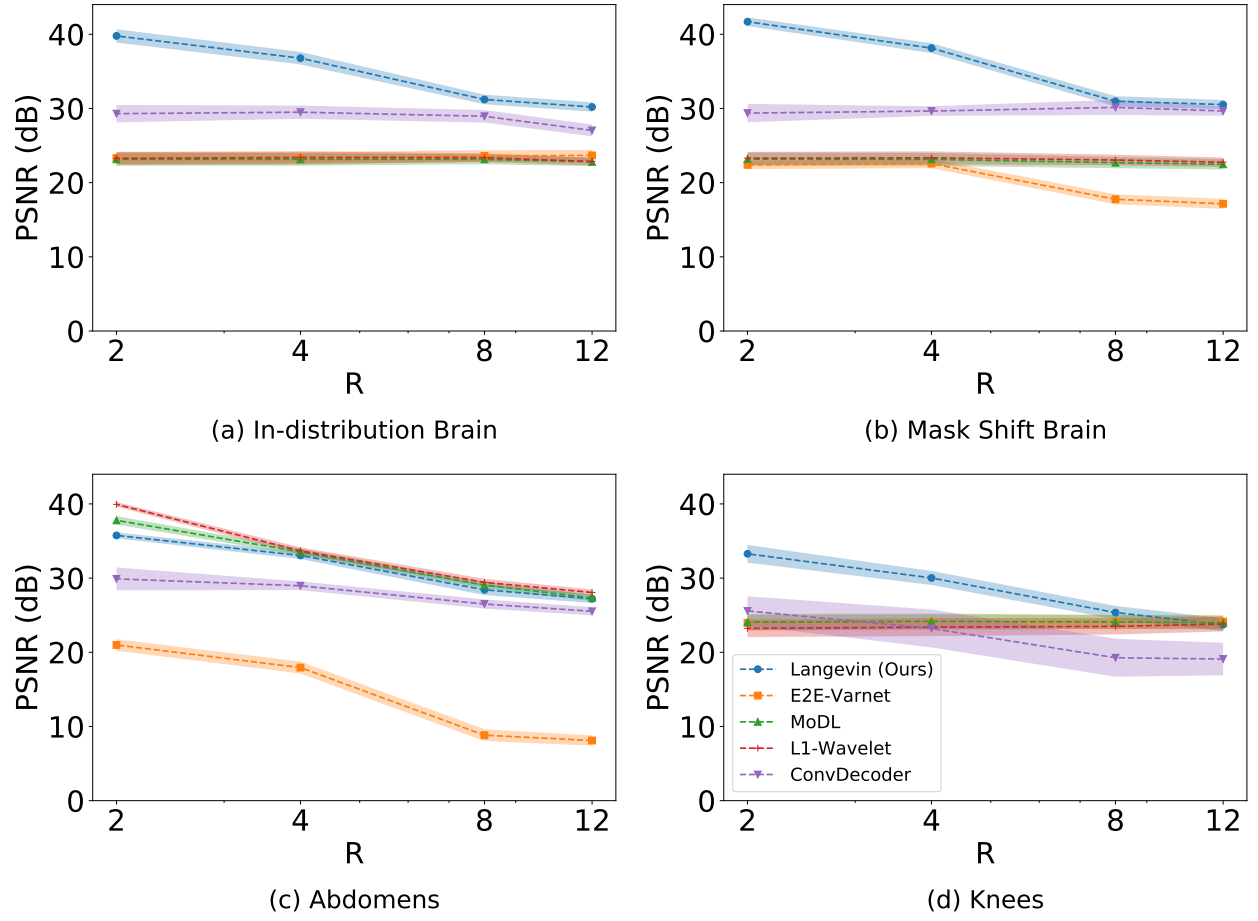 40
30
20
10
0
PSNR (dB)
2 4 8 12
R
(a) In-distribution Brain
40
30
20
10
0
PSNR (dB)
2 4 8 12
R
(b) Mask Shift Brain
40
30
20
10
0
PSNR (dB)
2 4 8 12
R
(c) Abdomens
40
30
20
10
0
PSNR (dB)
Langevin (Ours)
E2E-Varnet
MoDL
L1-Wavelet
ConvDecoder
2 4 8 12
R
(d) Knees